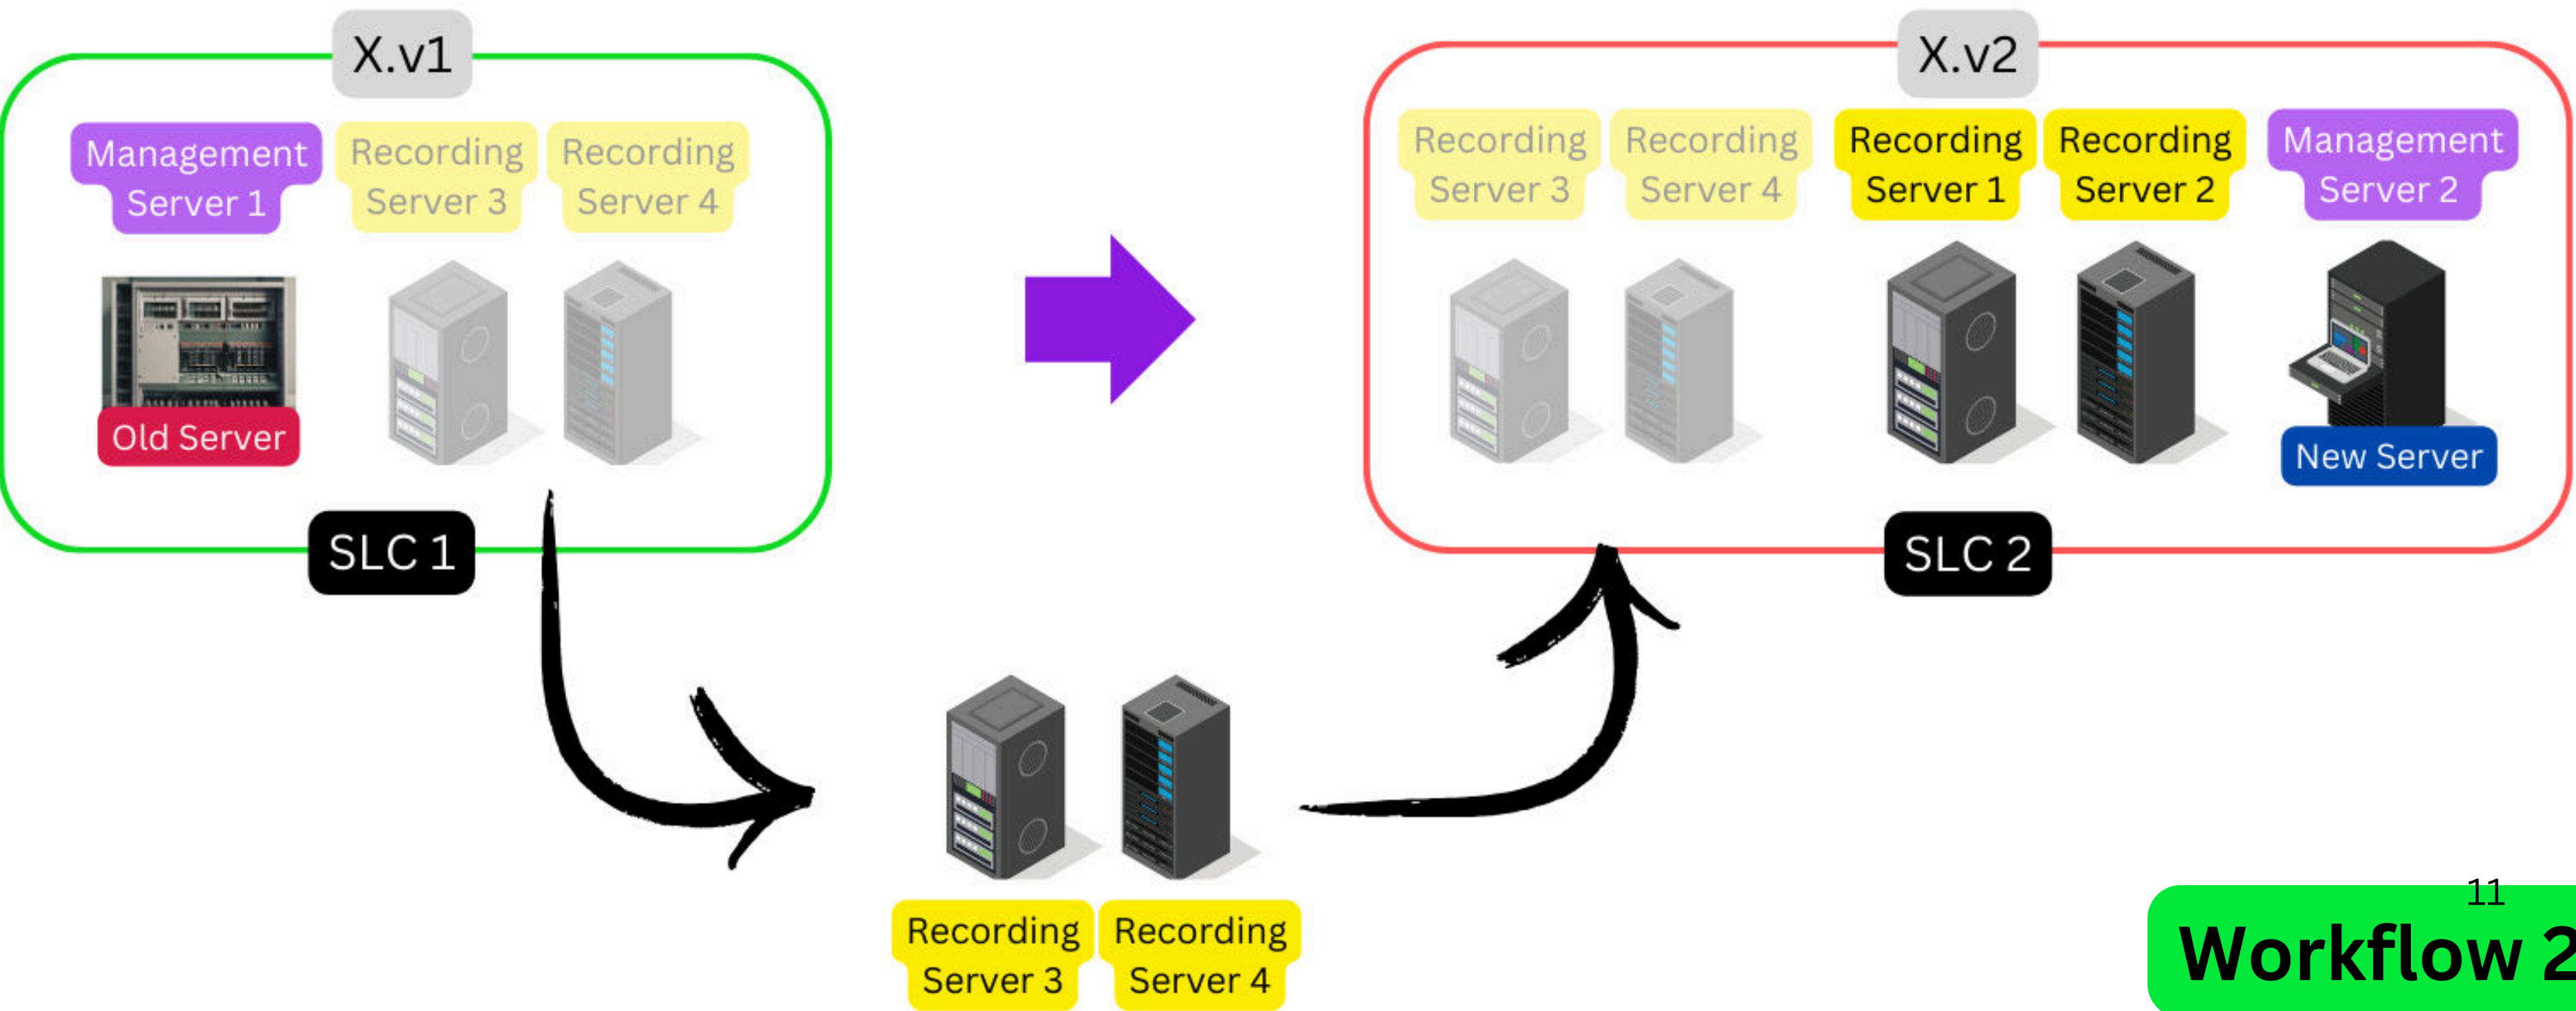 X.v1
Management
Server 1
Recording
Server 3
Recording
Server 4
Old Server
SLC 1
X.v2
Recording
Server 3
Recording
Server 4
Recording
Server 1
Recording
Server 2
Management
Server 2
New Server
SLC 2
Recording
Server 3
Recording
Server 4
11
Workflow 2